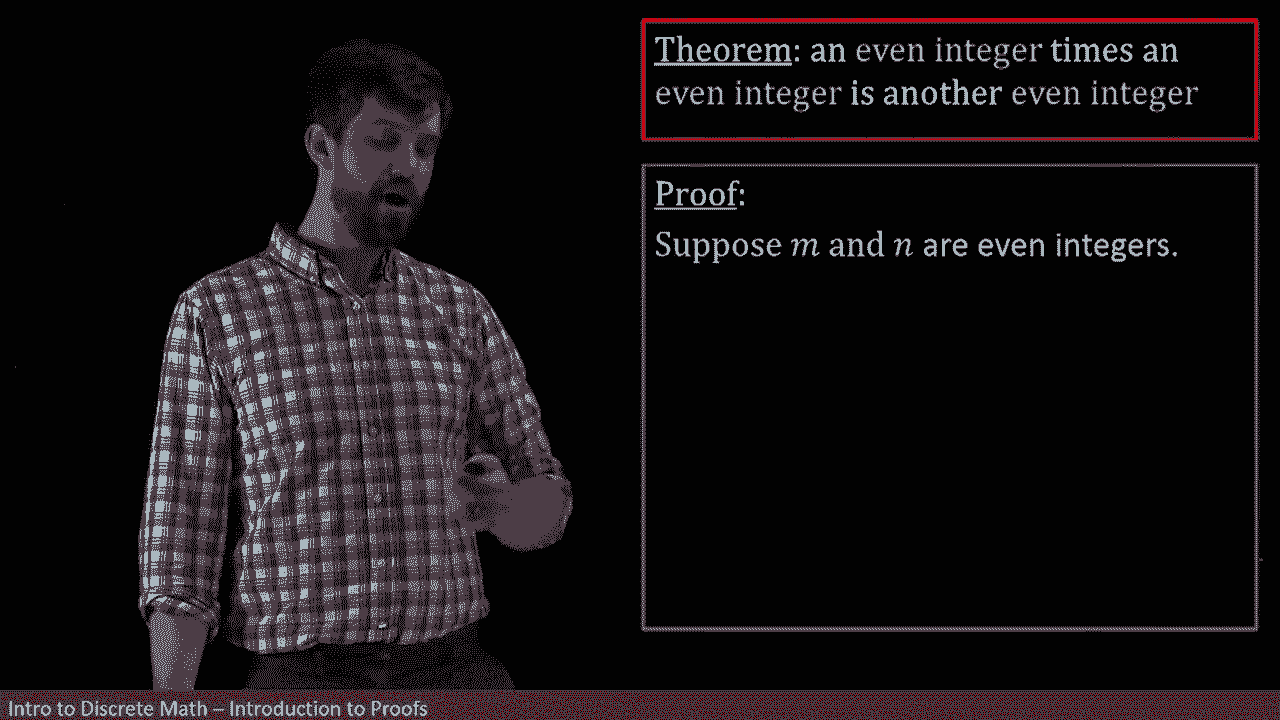 Theorem: an even integer times an
even integer is another even integer
Proof:
Suppose m and n are even integers.
Intro to Discrete Math – Introduction to Proofs